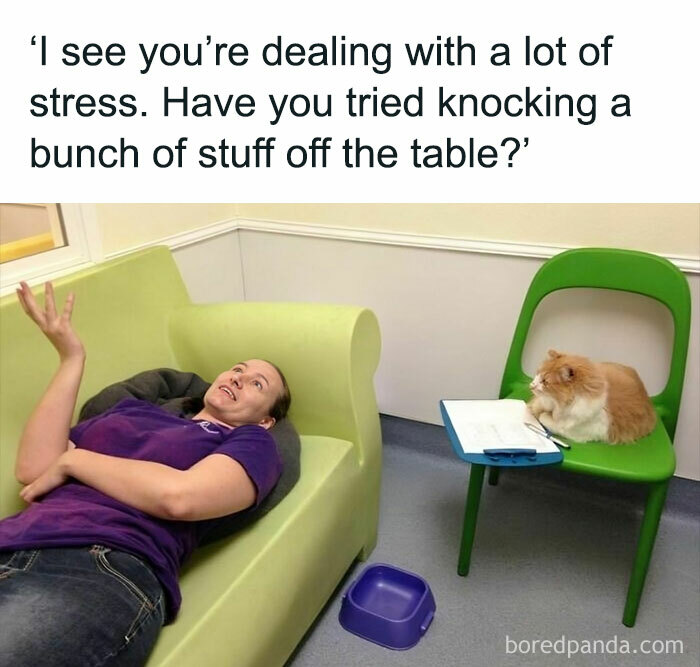 ‘I see you’re dealing with a lot of
stress. Have you tried knocking a
bunch of stuff off the table?’
boredpanda.com